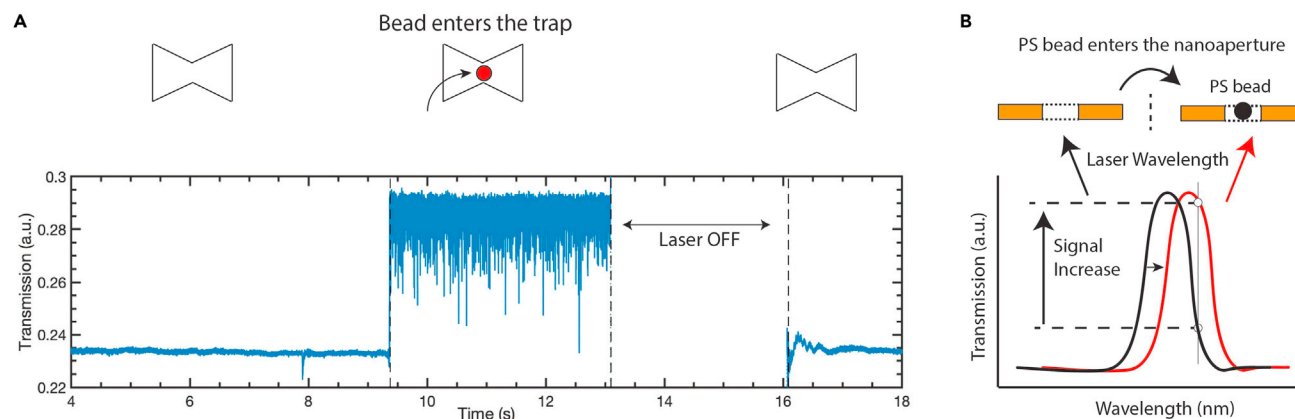 A
Bead enters the trap
Transmission (a.u.)
0.3
0.28
0.26
0.24
0.22
Laser OFF
4
6
8
10
12
14
16
18
Time (s)
B
PS bead enters the nanoaperture
PS bead
Laser Wavelength
Signal
Increase
Transmission (a.u.)
Wavelength (nm)